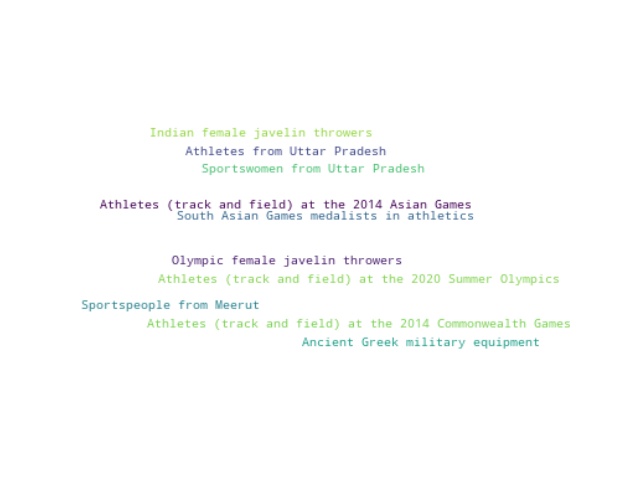 Indian female javelin throwers
Athletes from Uttar Pradesh
Sportswomen from Uttar Pradesh
Athletes (track and field) at the 2014 Asian Games
South Asian Games medalists in athletics
Olympic female javelin throwers
Athletes (track and field) at the 2020 Summer Olympics
Sportspeople from Meerut
Athletes (track and field) at the 2014 Commonwealth Games
Ancient Greek military equipment